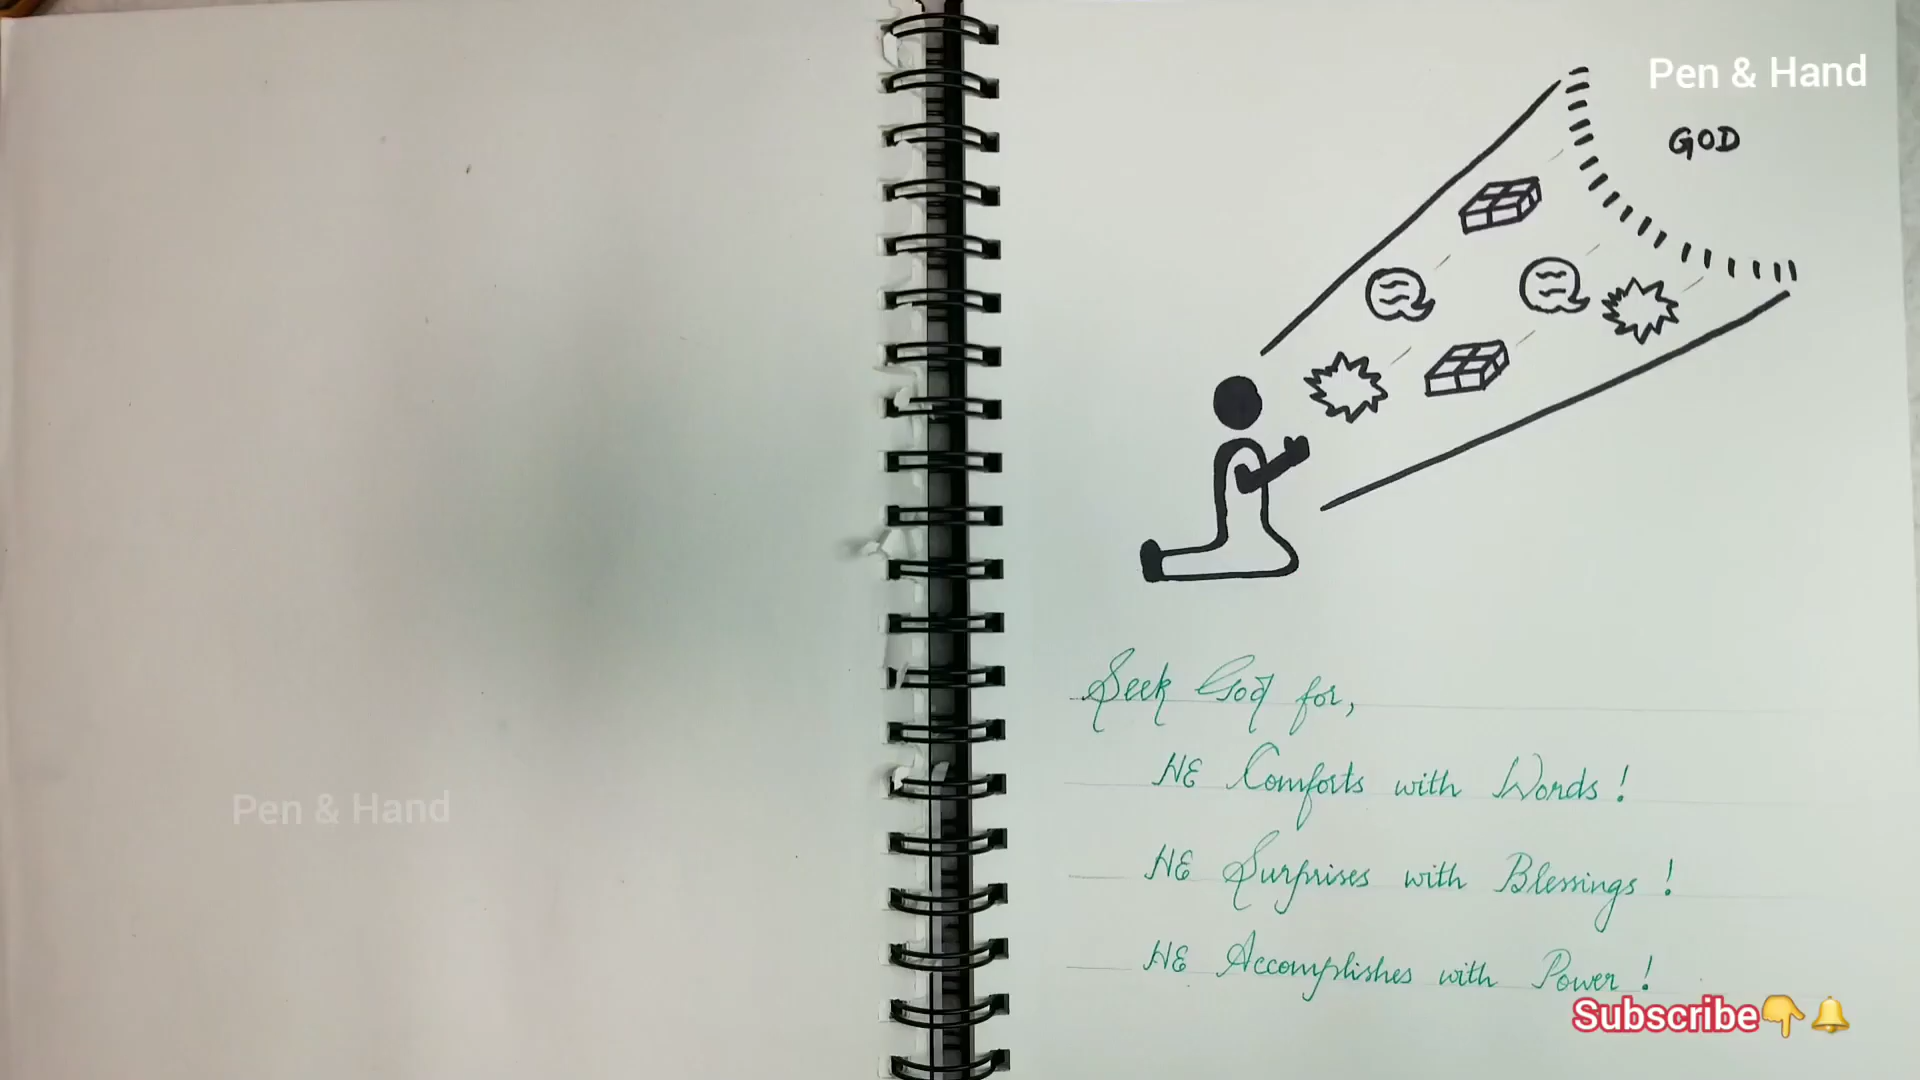 Pen & Hand
GOD
Seek God for,
HE Comforts with Words !
HE Surprises with Blessings !
HE Accomplishes with Power !
Subscribe👇🔔
Pen & Hand